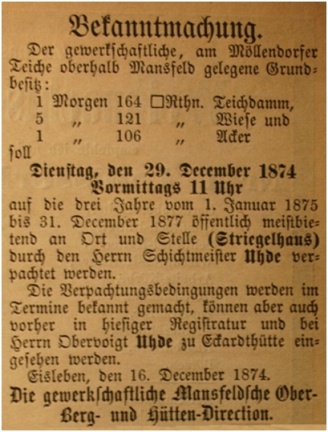 Bekanntmachung.
Der gewerkschaftliche, am Möllendorfer
Teiche oberhalb Mansfeld gelegene Grund-
besitz:
1 Morgen 164 □Rthn. Teichdamm,
5 „ 121 „ Wiese und
1 „ 106 „ Acker
soll
Dienstag, den 29. December 1874
Vormittags 11 Uhr
auf die drei Jahre vom 1. Januar 1875
bis 31. December 1877 öffentlich meistbie-
tend an Ort und Stelle (Striegelhaus)
durch den Herrn Schichtmeister Uhde ver-
pachtet werden.
Die Verpachtungsbedingungen werden im
Termine bekannt gemacht, können aber auch
vorher in hiesiger Registratur und bei
Herrn Obervoigt Uhde zu Eckardthütte ein-
gesehen werden.
Eisleben, den 16. December 1874.
Die gewerkschaftliche Mansfeldsche Ober-
Berg- und Hütten-Direction.